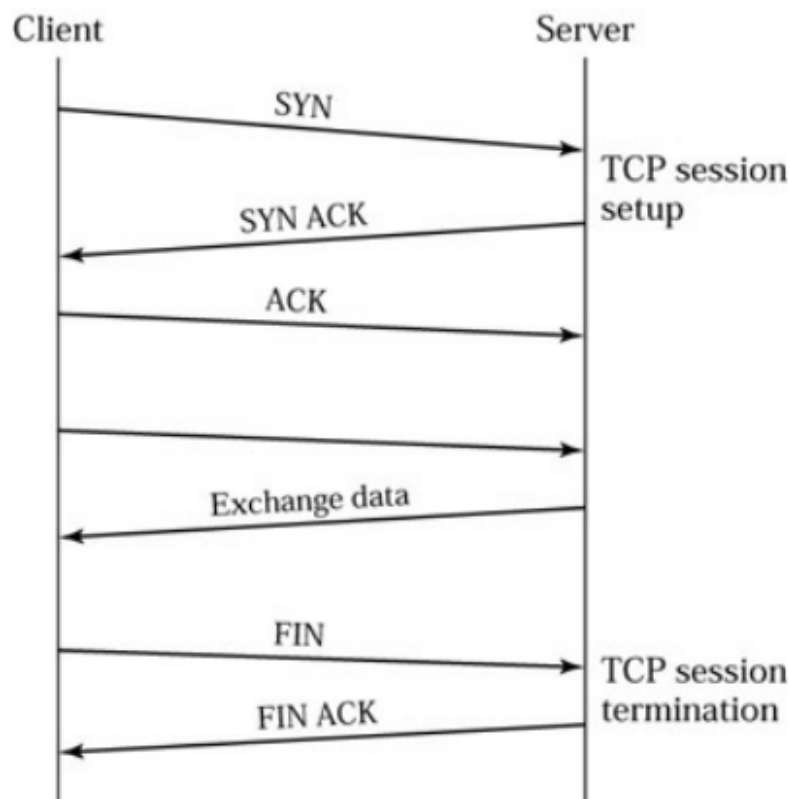 Client
Server
SYN
TCP session
setup
SYN ACK
ACK
Exchange data
FIN
TCP session
termination
FIN ACK